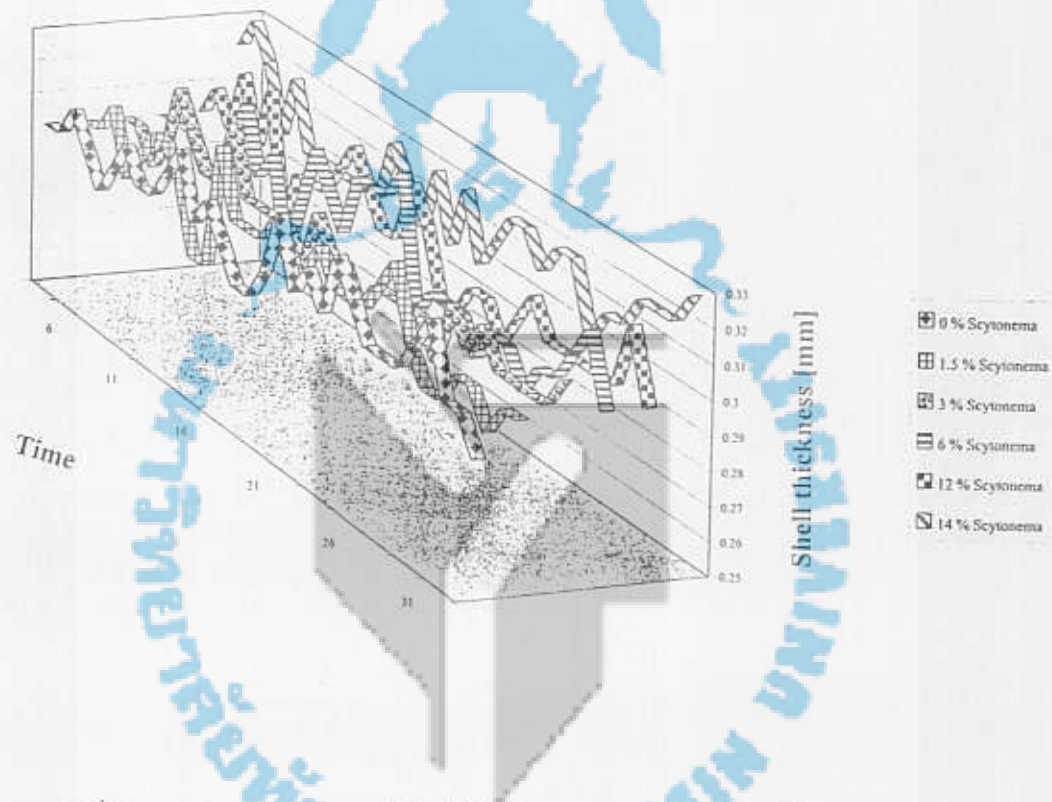 6
11
16
21
26
31
Time
0.33
0.32
0.31
0.3
0.29
0.28
0.27
0.26
0.25
Shell thickness [mm]
0 % Scytonema
1.5 % Scytonema
3 % Scytonema
6 % Scytonema
12 % Scytonema
14 % Scytonema